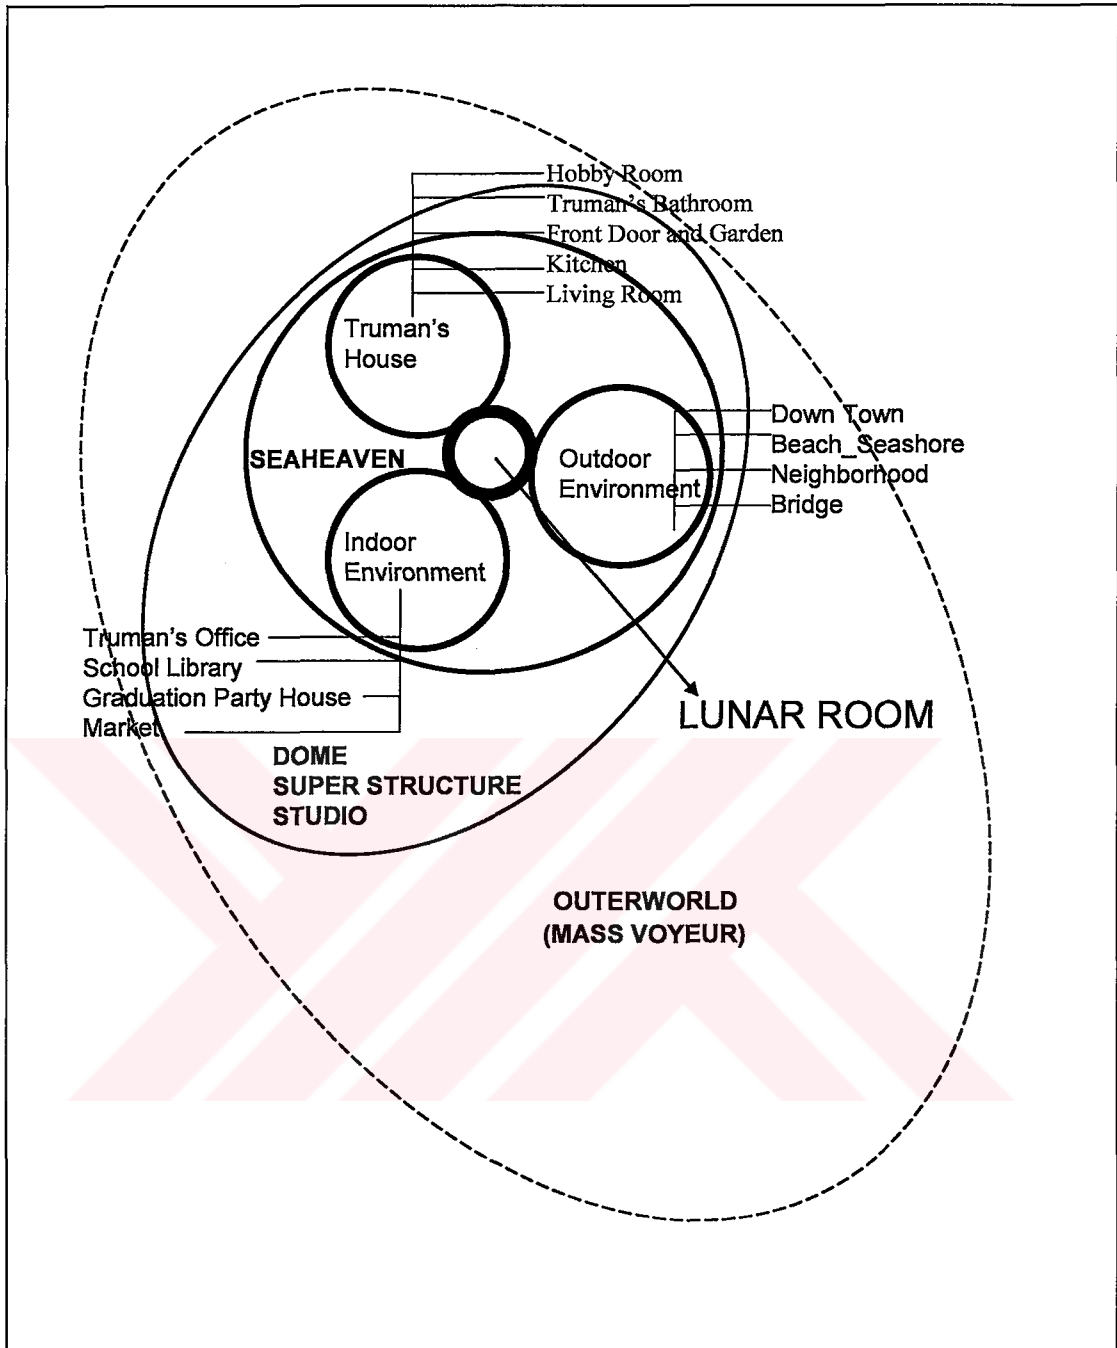 Hobby Room
Truman's Bathroom
Front Door and Garden
Kitchen
Living Room
Truman's
House
Down Town
Beach_Seashore
Neighborhood
Bridge
SEAHEAVEN
Outdoor
Environment
Indoor
Environment
Truman's Office
School Library
Graduation Party House
Market
LUNAR ROOM
DOME
SUPER STRUCTURE
STUDIO
OUTERWORLD
(MASS VOYEUR)